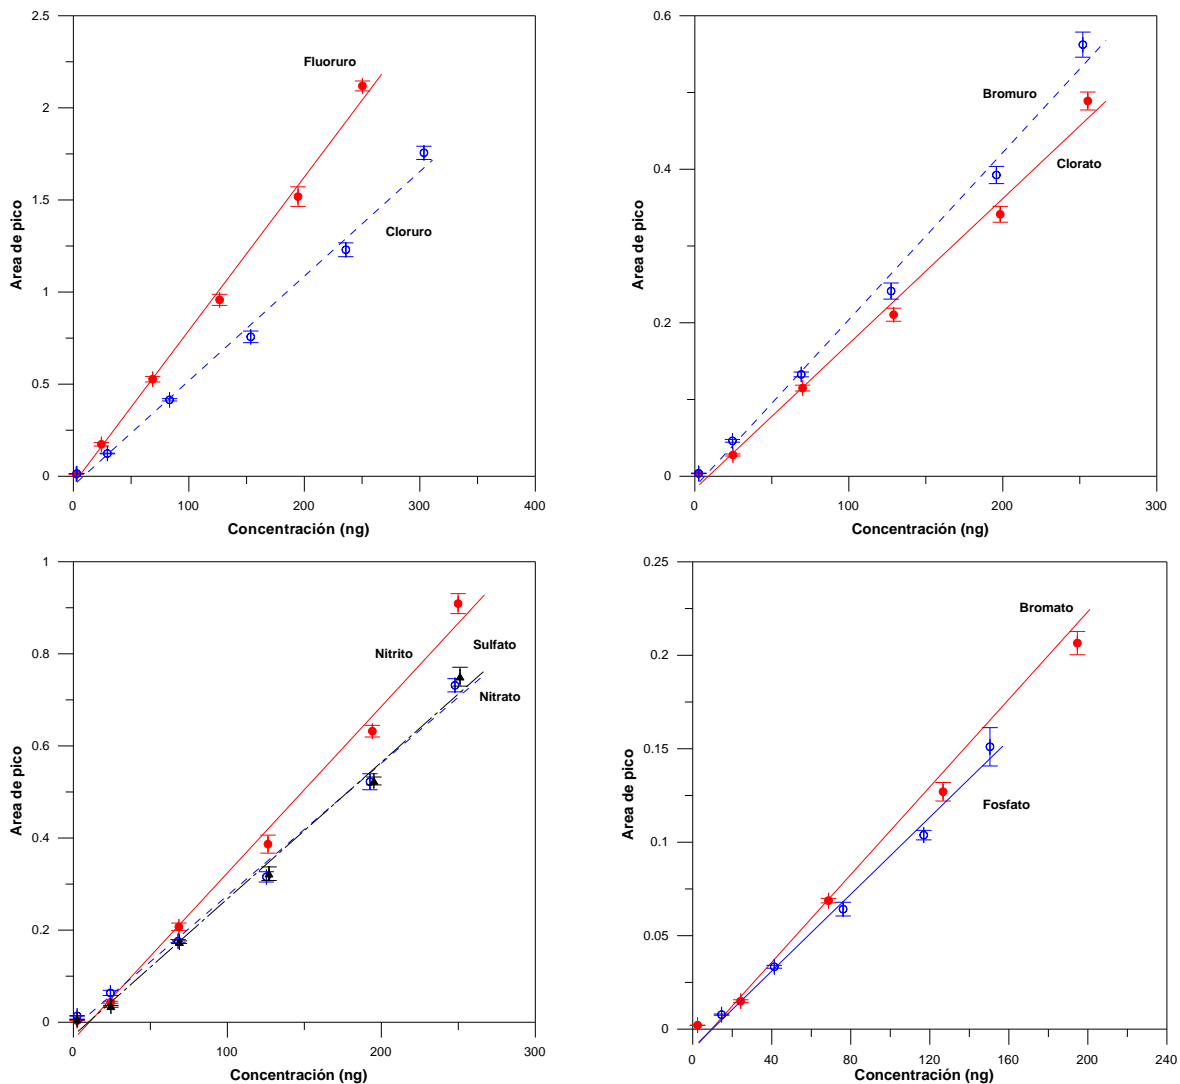 2.5
2
1.5
1
0.5
0
Area de pico
Fluoruro
Cloruro
0 100 200 300 400
Concentración (ng)
0.6
0.4
0.2
0
Area de pico
Bromuro
Clorato
0 100 200 300
Concentración (ng)
1
0.8
0.6
0.4
0.2
0
Area de pico
Nitrito
Sulfato
Nitrato
0 100 200 300
Concentración (ng)
0.25
0.2
0.15
0.1
0.05
0
Area de pico
Bromato
Fosfato
0 40 80 120 160 200 240
Concentración (ng)